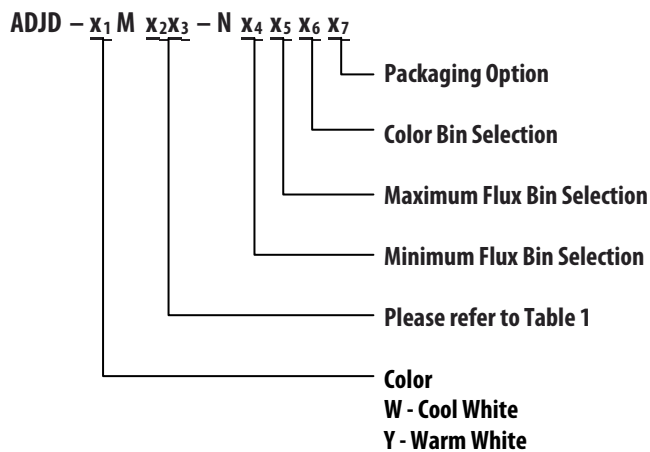 ADJD – x1 M x2x3 – N x4 x5 x6 x7
Packaging Option
Color Bin Selection
Maximum Flux Bin Selection
Minimum Flux Bin Selection
Please refer to Table 1
Color
W - Cool White
Y - Warm White